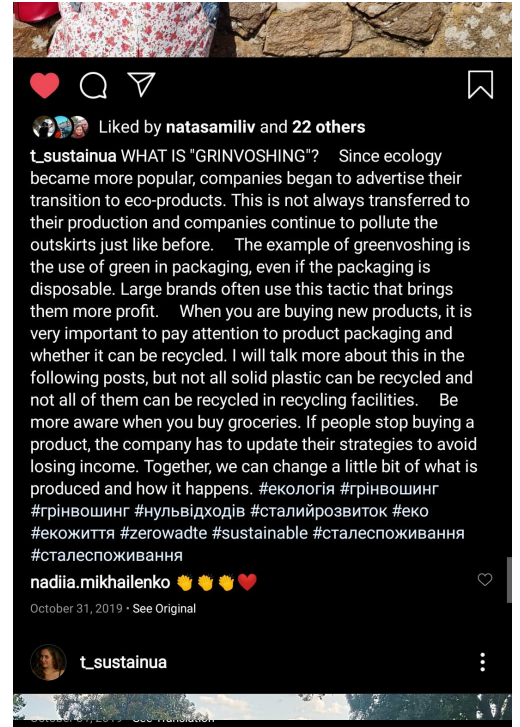 Liked by natasamiliv and 22 others
t_sustainua WHAT IS "GRINVOSHING"? Since ecology
became more popular, companies began to advertise their
transition to eco-products. This is not always transferred to
their production and companies continue to pollute the
outskirts just like before. The example of greenvoshing is
the use of green in packaging, even if the packaging is
disposable. Large brands often use this tactic that brings
them more profit. When you are buying new products, it is
very important to pay attention to product packaging and
whether it can be recycled. I will talk more about this in the
following posts, but not all solid plastic can be recycled and
not all of them can be recycled in recycling facilities. Be
more aware when you buy groceries. If people stop buying a
product, the company has to update their strategies to avoid
losing income. Together, we can change a little bit of what is
produced and how it happens. #екологія #грінвошинг
#грінвошинг #нульвідходів #сталийрозвиток #еко
#екожиття #zerowadte #sustainable #сталеспоживання
#сталеспоживання
nadiia.mikhailenko 👏👏👏❤️
October 31, 2019 • See Original
t_sustainua
October 31, 2019 • See Translation